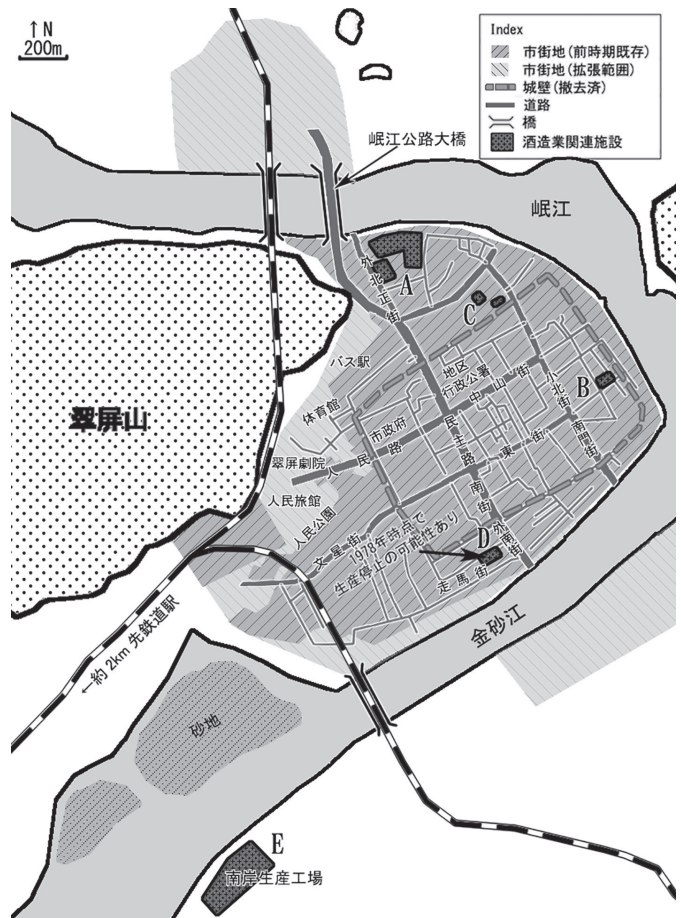 ↑N
200m
Index
市街地(前時期既存)
市街地(拡張範囲)
城壁(撤去済)
道路
橋
酒造業関連施設
岷江公路大橋
岷江
外北正街
A
C
バス駅
地区
行政公署
中山街
小北街
B
体育館
市政府
翠屏山
人民路
民主路
東街
南門街
翠屏劇院
人民旅館
人民公園
文星街
南街
1978年時点で
生産停止の可能性あり
D
外南街
走馬街
金砂江
←約2km先鉄道駅
砂地
E
南岸生産工場